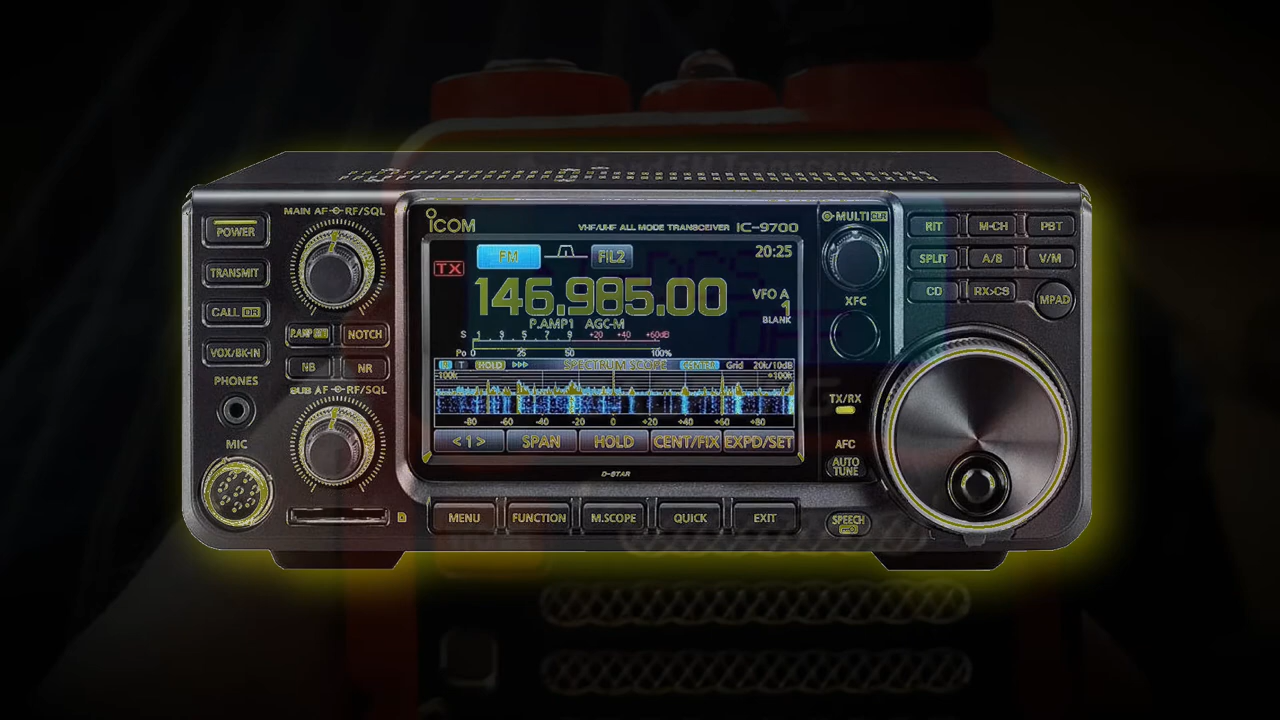 POWER
TRANSMIT
CALL DR
VOX/BK-IN
PHONES
MIC
MAIN AF RF/SQL
P.AMP
NOTCH
NB
NR
SUB AF RF/SQL
ICOM
VHF/UHF ALL MODE TRANSCEIVER IC-9700
TX
FM
FIL2
20:25
146.985.00
VFO A
1
BLANK
P.AMP1 AGC-M
S 1 3 5 7 9 +20 +40 +60dB
Po 0 25 50 100%
HOLD
SPECTRUM SCOPE
CENTER
Grid 20k/10dB
-100k
+100k
-80 -60 -40 -20 0 +20 +40 +60 +80
< 1 >
SPAN
HOLD
CENT/FIX
EXPD/SET
D-STAR
MENU
FUNCTION
M.SCOPE
QUICK
EXIT
MULTI CLR
XFC
TX/RX
AFC
AUTO
TUNE
SPEECH
RIT
M-CH
PBT
SPLIT
A/B
V/M
CD
RX>CS
MPAD